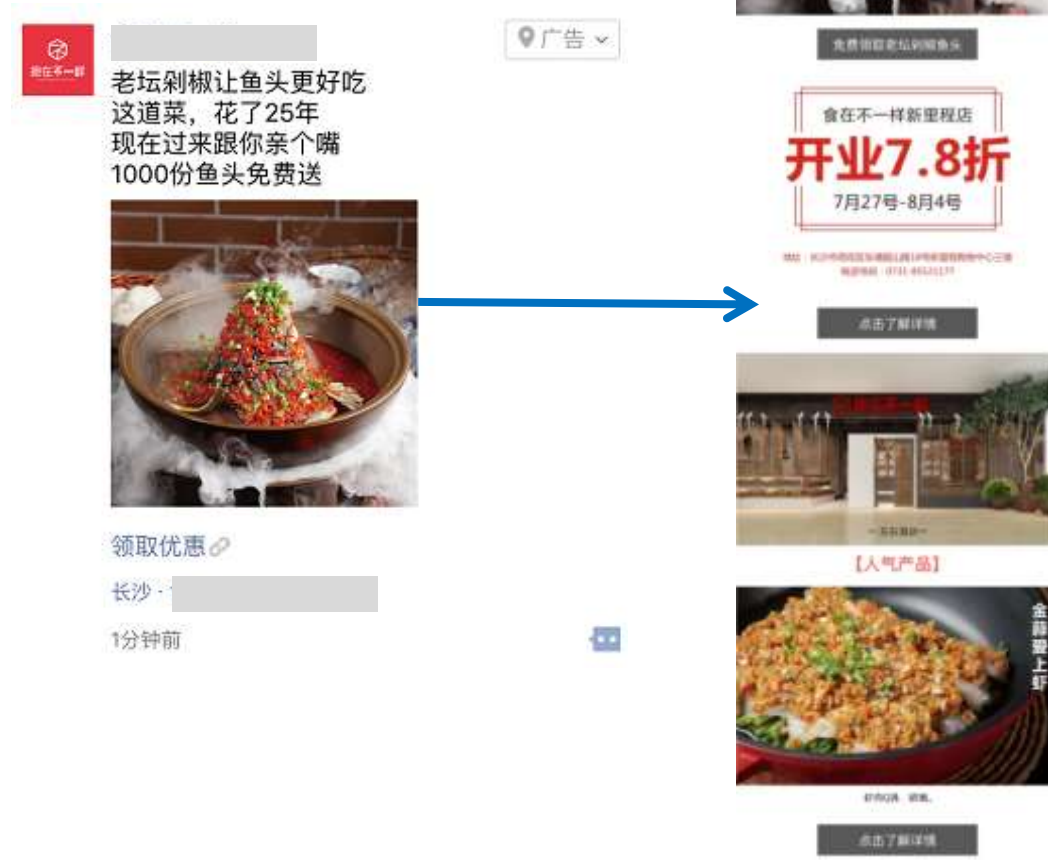 广告
老坛剁椒让鱼头更好吃
这道菜，花了25年
现在过来跟你亲个嘴
1000份鱼头免费送
领取优惠
长沙 ·
1分钟前
免费领取老坛剁椒鱼头
食在不一样新里程店
开业7.8折
7月27号-8月4号
点击了解详情
【人气产品】
金蒜爱上虾
点击了解详情